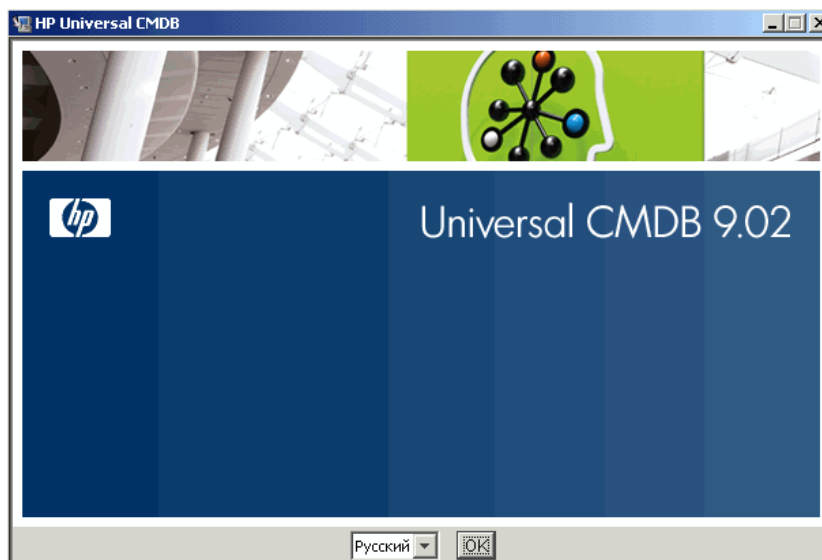 HP Universal CMDB
hp
Universal CMDB 9.02
Русский
OK